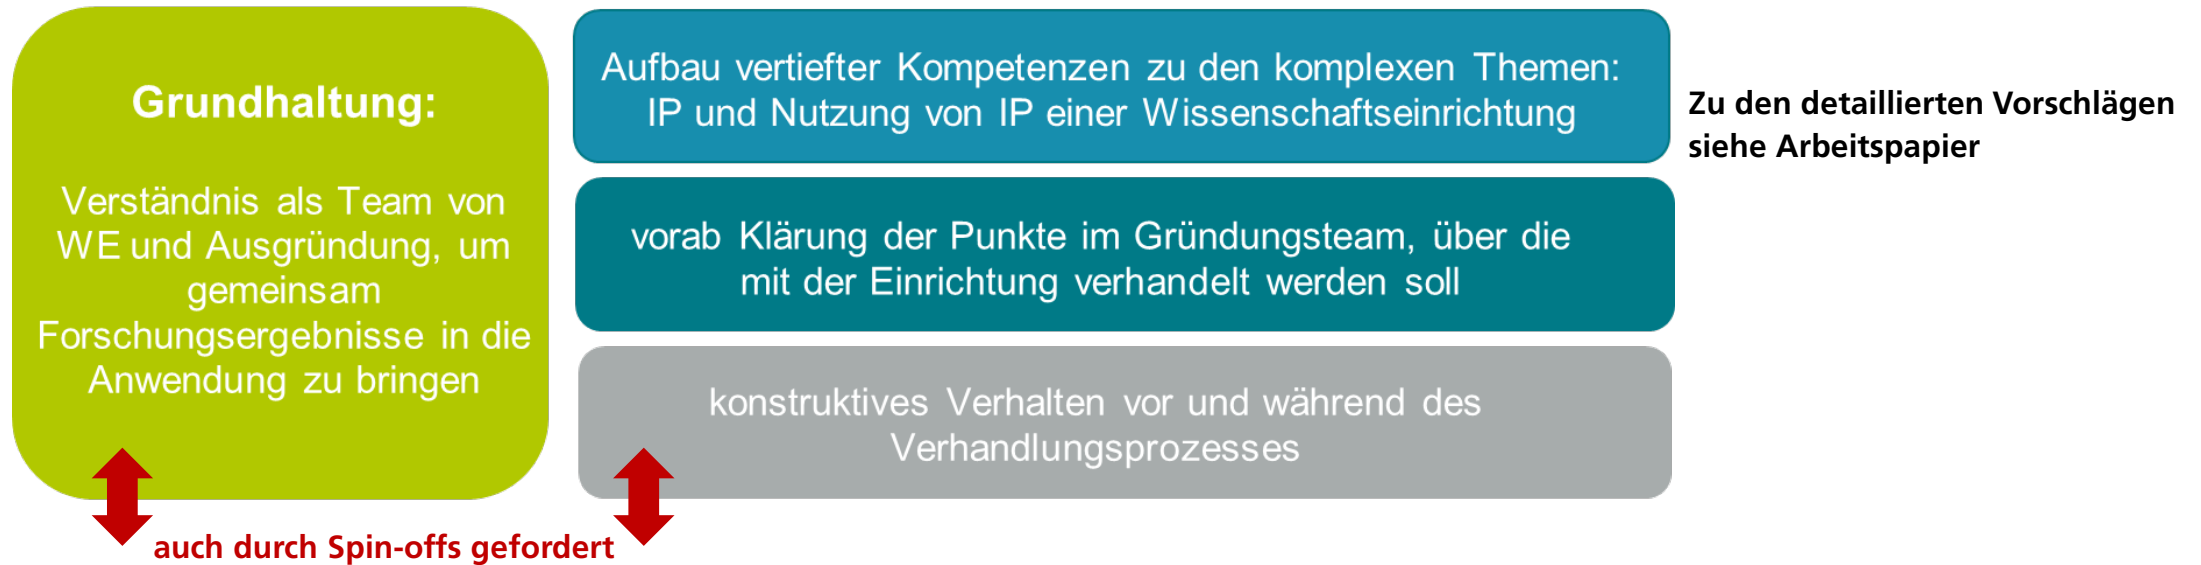 Grundhaltung:
Verständnis als Team von
WE und Ausgründung, um
gemeinsam
Forschungsergebnisse in die
Anwendung zu bringen
Aufbau vertiefter Kompetenzen zu den komplexen Themen:
IP und Nutzung von IP einer Wissenschaftseinrichtung
vorab Klärung der Punkte im Gründungsteam, über die
mit der Einrichtung verhandelt werden soll
konstruktives Verhalten vor und während des
Verhandlungsprozesses
Zu den detaillierten Vorschlägen
siehe Arbeitspapier
auch durch Spin-offs gefordert